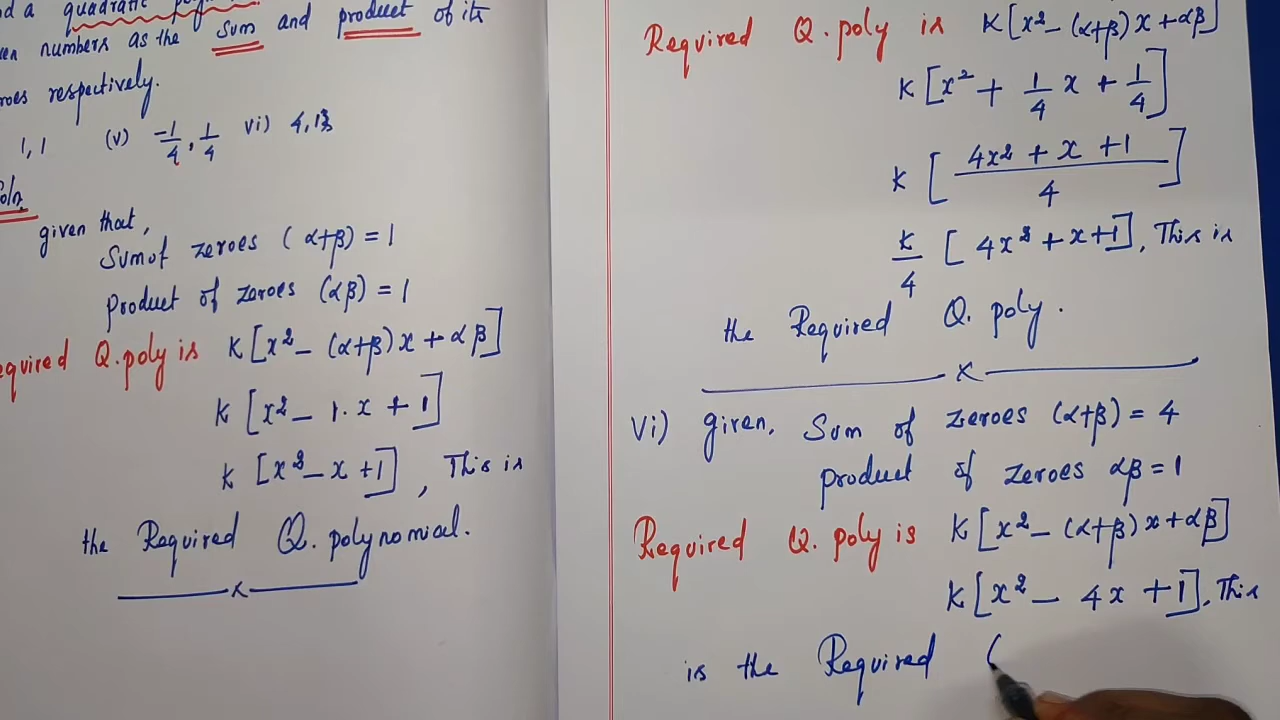 a quadratic
numbers as the sum and product of its
respectively.
1, 1 (v) -1/4, 1/4 vi) 4, 1
Soln,
given that,
Sum of zeroes (α+β) = 1
product of zeroes (αβ) = 1
Required Q. poly is K[x² - (α+β)x + αβ]
K[x² - 1·x + 1]
K[x² - x + 1], This is
the Required Q. polynomial.
x
Required Q. poly is K[x² - (α+β)x + αβ]
K[x² + 1/4 x + 1/4]
K[(4x² + x + 1)/4]
K/4 [4x² + x + 1], This is
the Required Q. poly.
x
vi) given, Sum of zeroes (α+β) = 4
product of zeroes αβ = 1
Required Q. poly is K[x² - (α+β)x + αβ]
K[x² - 4x + 1], This
is the Required